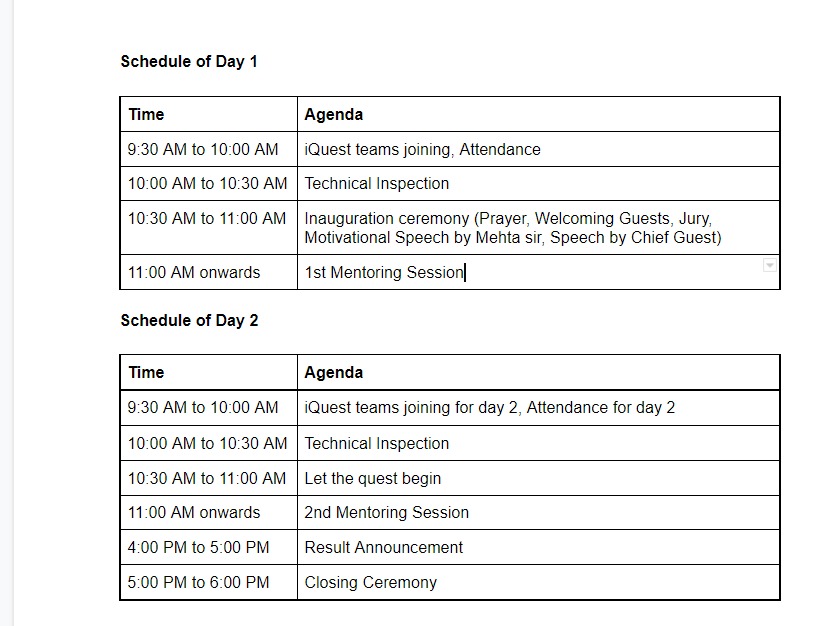 Schedule of Day 1
Time Agenda
9:30 AM to 10:00 AM iQuest teams joining, Attendance
10:00 AM to 10:30 AM Technical Inspection
10:30 AM to 11:00 AM Inauguration ceremony (Prayer, Welcoming Guests, Jury,
Motivational Speech by Mehta sir, Speech by Chief Guest)
11:00 AM onwards 1st Mentoring Session
Schedule of Day 2
Time Agenda
9:30 AM to 10:00 AM iQuest teams joining for day 2, Attendance for day 2
10:00 AM to 10:30 AM Technical Inspection
10:30 AM to 11:00 AM Let the quest begin
11:00 AM onwards 2nd Mentoring Session
4:00 PM to 5:00 PM Result Announcement
5:00 PM to 6:00 PM Closing Ceremony